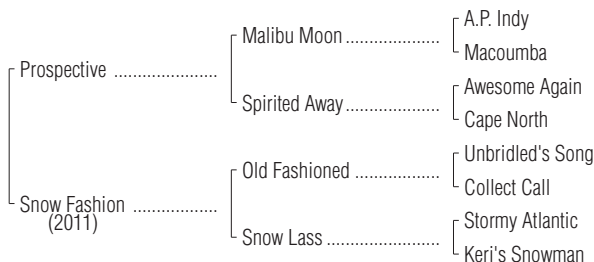 A.P. Indy
Malibu Moon
Macoumba
Prospective
Awesome Again
Spirited Away
Cape North
Unbridled's Song
Old Fashioned
Collect Call
Snow Fashion
(2011)
Stormy Atlantic
Snow Lass
Keri's Snowman